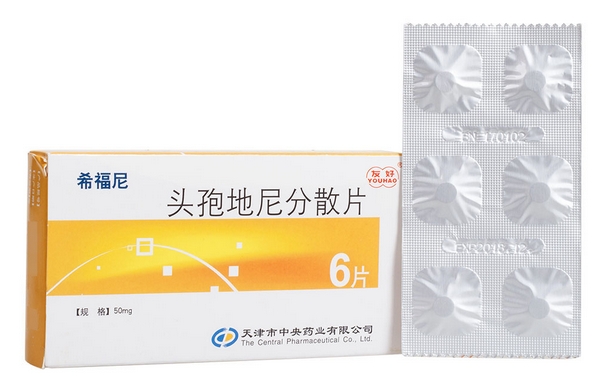 希福尼
友好
YOUHAO
头孢地尼分散片
6片
【规 格】50mg
天津市中央药业有限公司
The Central Pharmaceutical Co., Ltd.